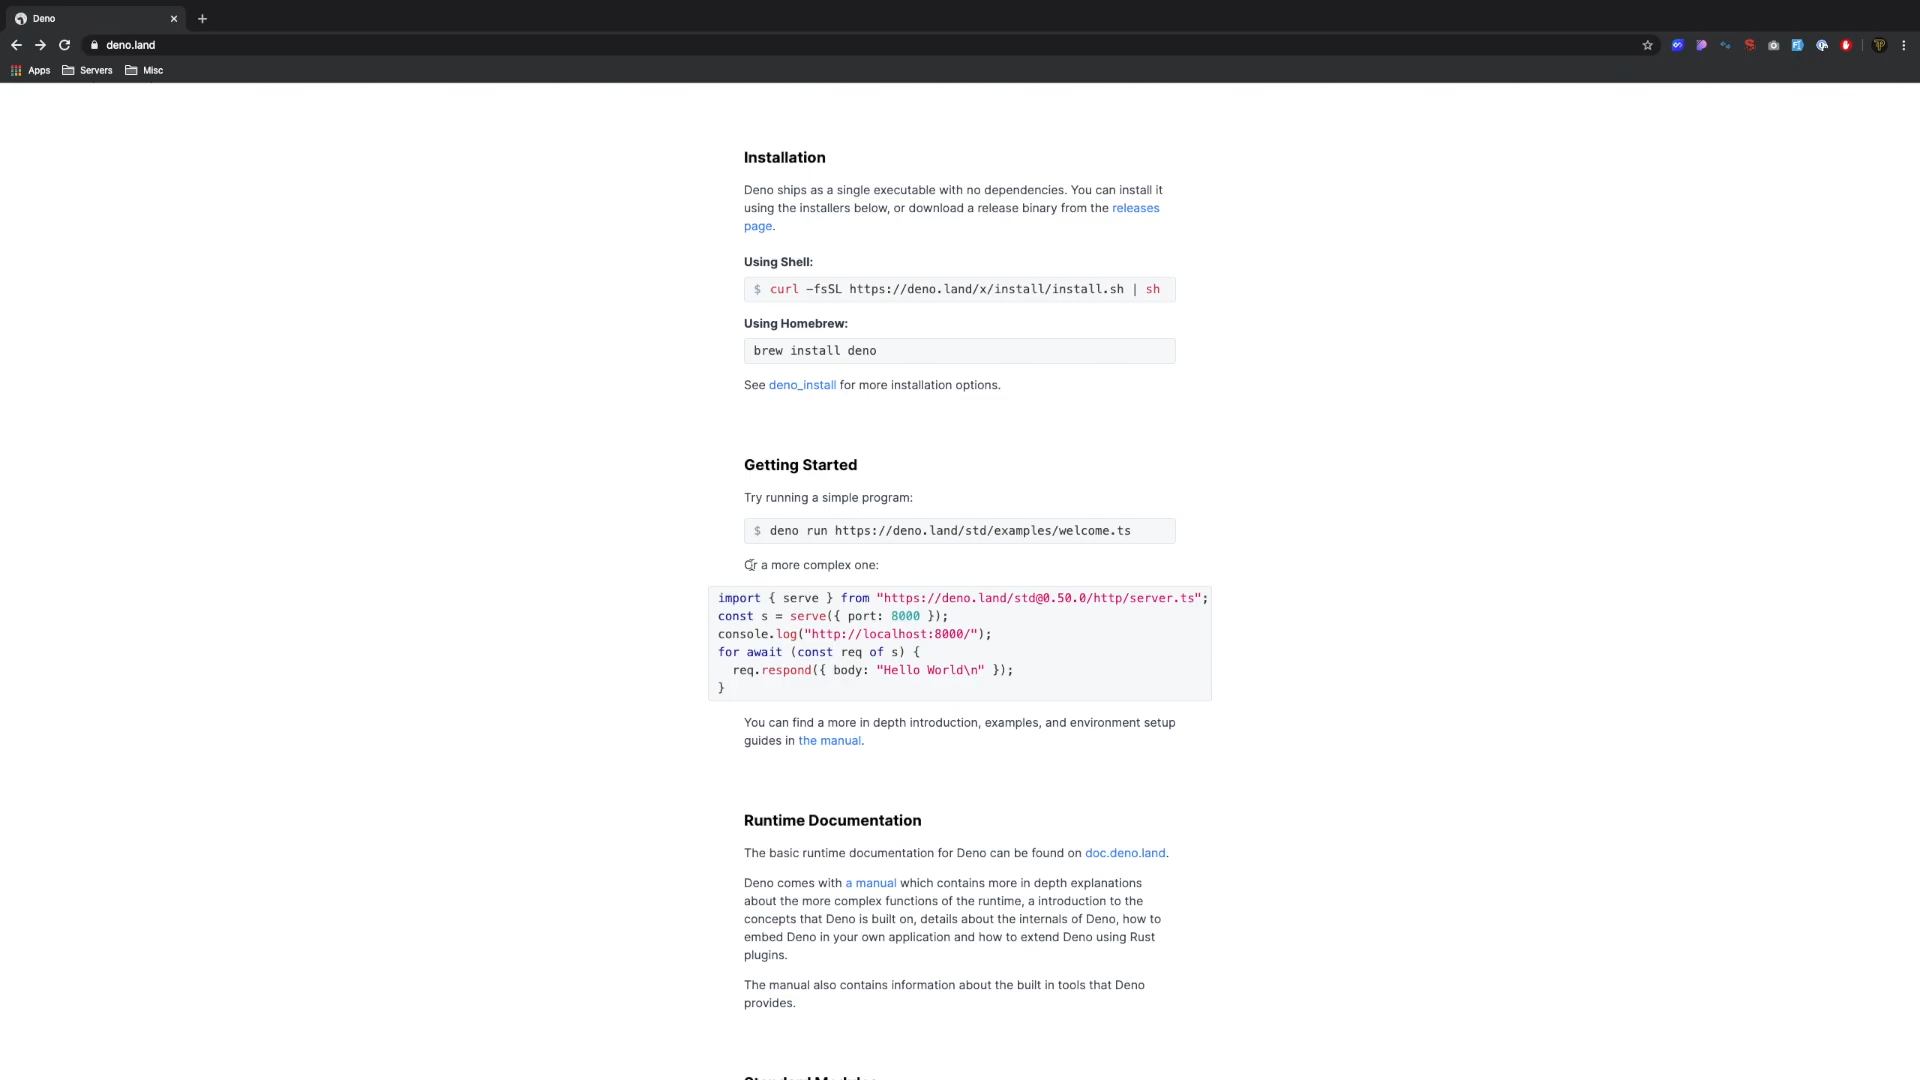 Deno
deno.land
Apps Servers Misc
Installation
Deno ships as a single executable with no dependencies. You can install it
using the installers below, or download a release binary from the releases
page.
Using Shell:
$ curl -fsSL https://deno.land/x/install/install.sh | sh
Using Homebrew:
brew install deno
See deno_install for more installation options.
Getting Started
Try running a simple program:
$ deno run https://deno.land/std/examples/welcome.ts
Or a more complex one:
import { serve } from "https://deno.land/std@0.50.0/http/server.ts";
const s = serve({ port: 8000 });
console.log("http://localhost:8000/");
for await (const req of s) {
  req.respond({ body: "Hello World\n" });
}
You can find a more in depth introduction, examples, and environment setup
guides in the manual.
Runtime Documentation
The basic runtime documentation for Deno can be found on doc.deno.land.
Deno comes with a manual which contains more in depth explanations
about the more complex functions of the runtime, a introduction to the
concepts that Deno is built on, details about the internals of Deno, how to
embed Deno in your own application and how to extend Deno using Rust
plugins.
The manual also contains information about the built in tools that Deno
provides.
Standard Modules